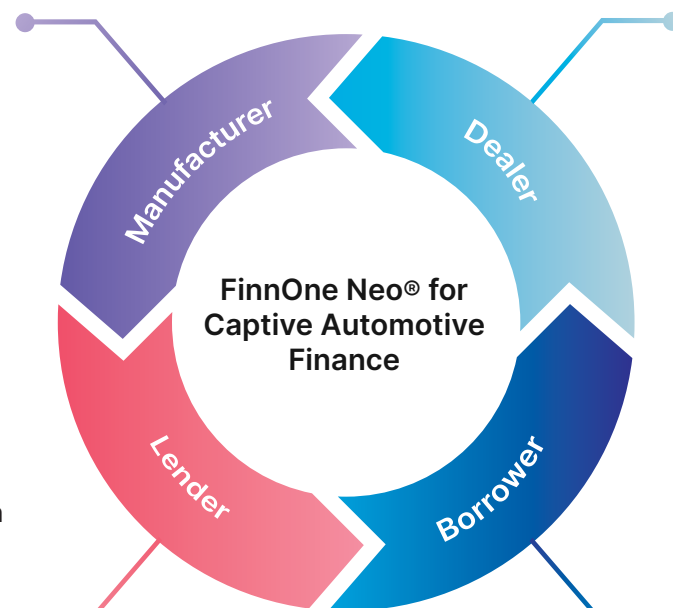 Manufacturer
Dealer
FinnOne Neo® for
Captive Automotive
Finance
Lender
Borrower